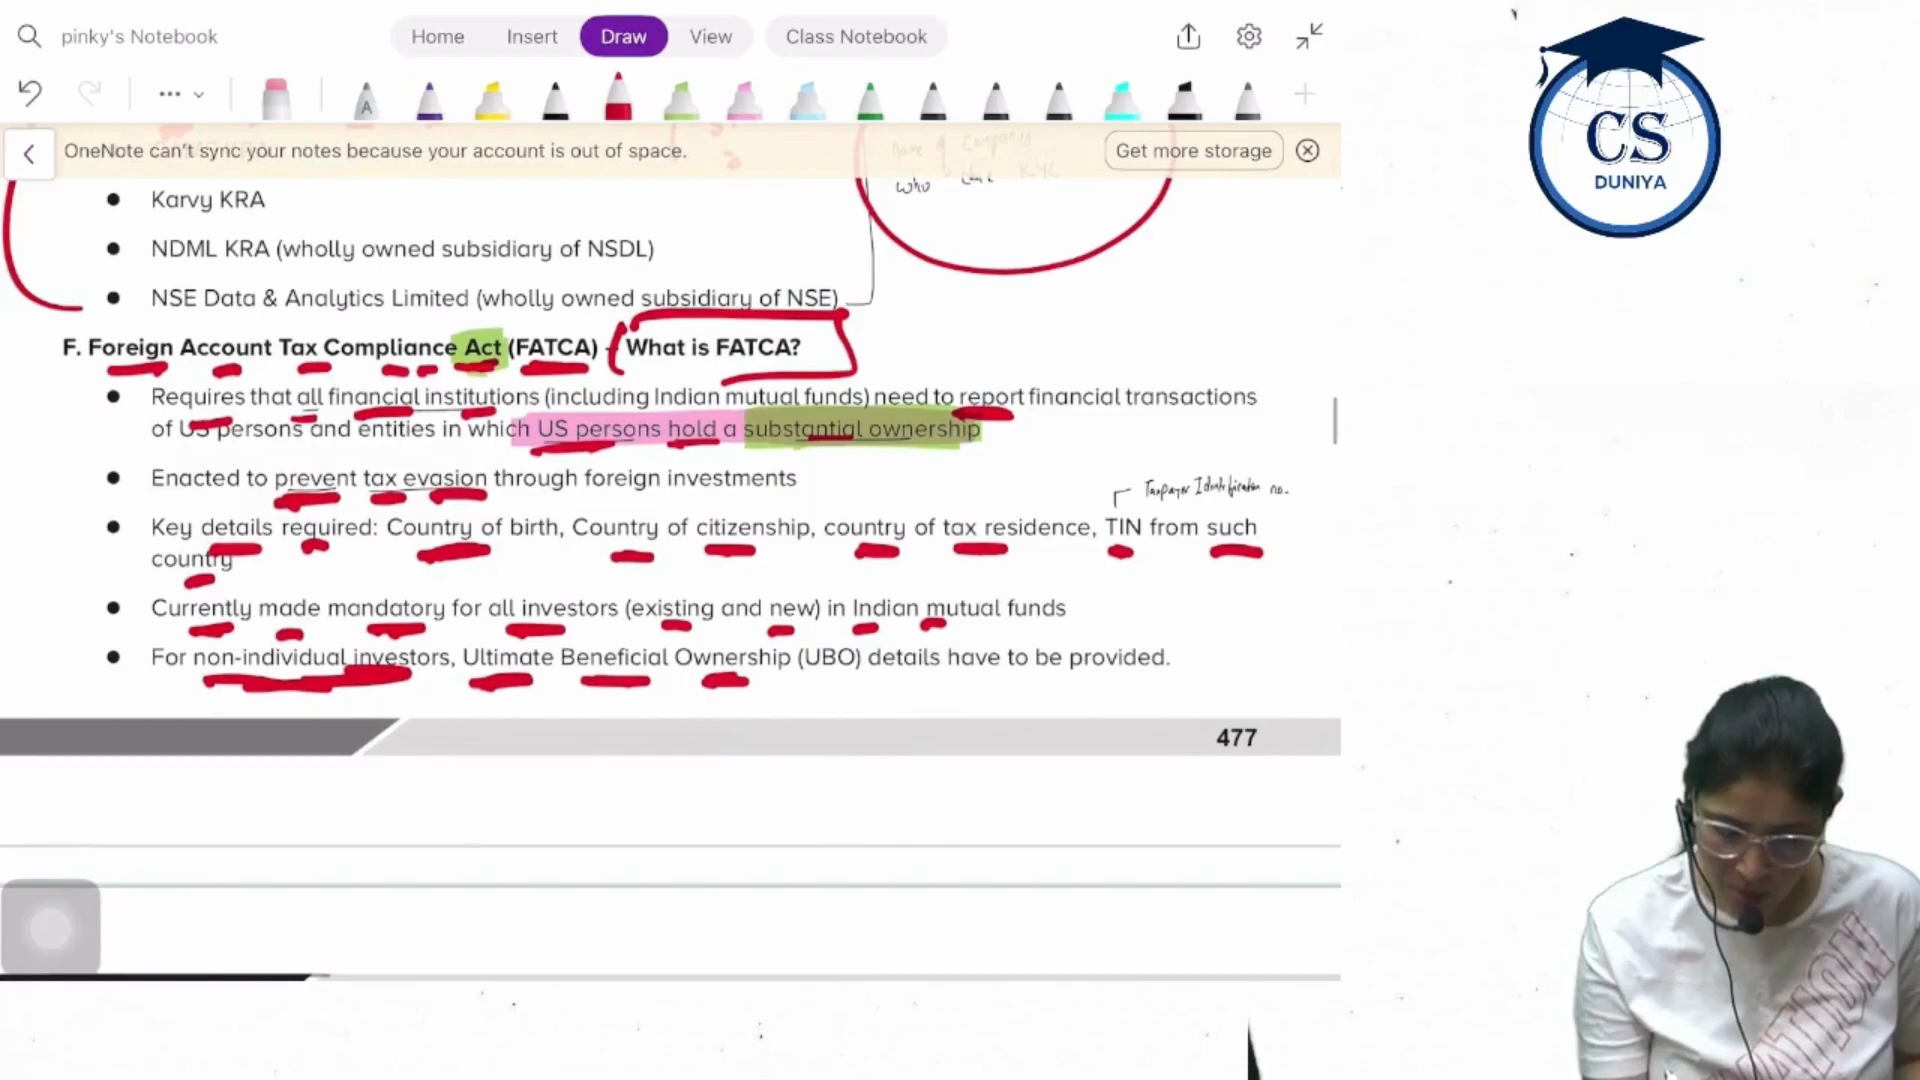 pinky's Notebook
Home Insert Draw View Class Notebook
A
OneNote can't sync your notes because your account is out of space. Get more storage
Name of Company
who KYC
• Karvy KRA
• NDML KRA (wholly owned subsidiary of NSDL)
• NSE Data & Analytics Limited (wholly owned subsidiary of NSE)
F. Foreign Account Tax Compliance Act (FATCA) - What is FATCA?
• Requires that all financial institutions (including Indian mutual funds) need to report financial transactions
of US persons and entities in which US persons hold a substantial ownership
• Enacted to prevent tax evasion through foreign investments
Taxpayer Identification no.
• Key details required: Country of birth, Country of citizenship, country of tax residence, TIN from such
country
• Currently made mandatory for all investors (existing and new) in Indian mutual funds
• For non-individual investors, Ultimate Beneficial Ownership (UBO) details have to be provided.
477
CS
DUNIYA